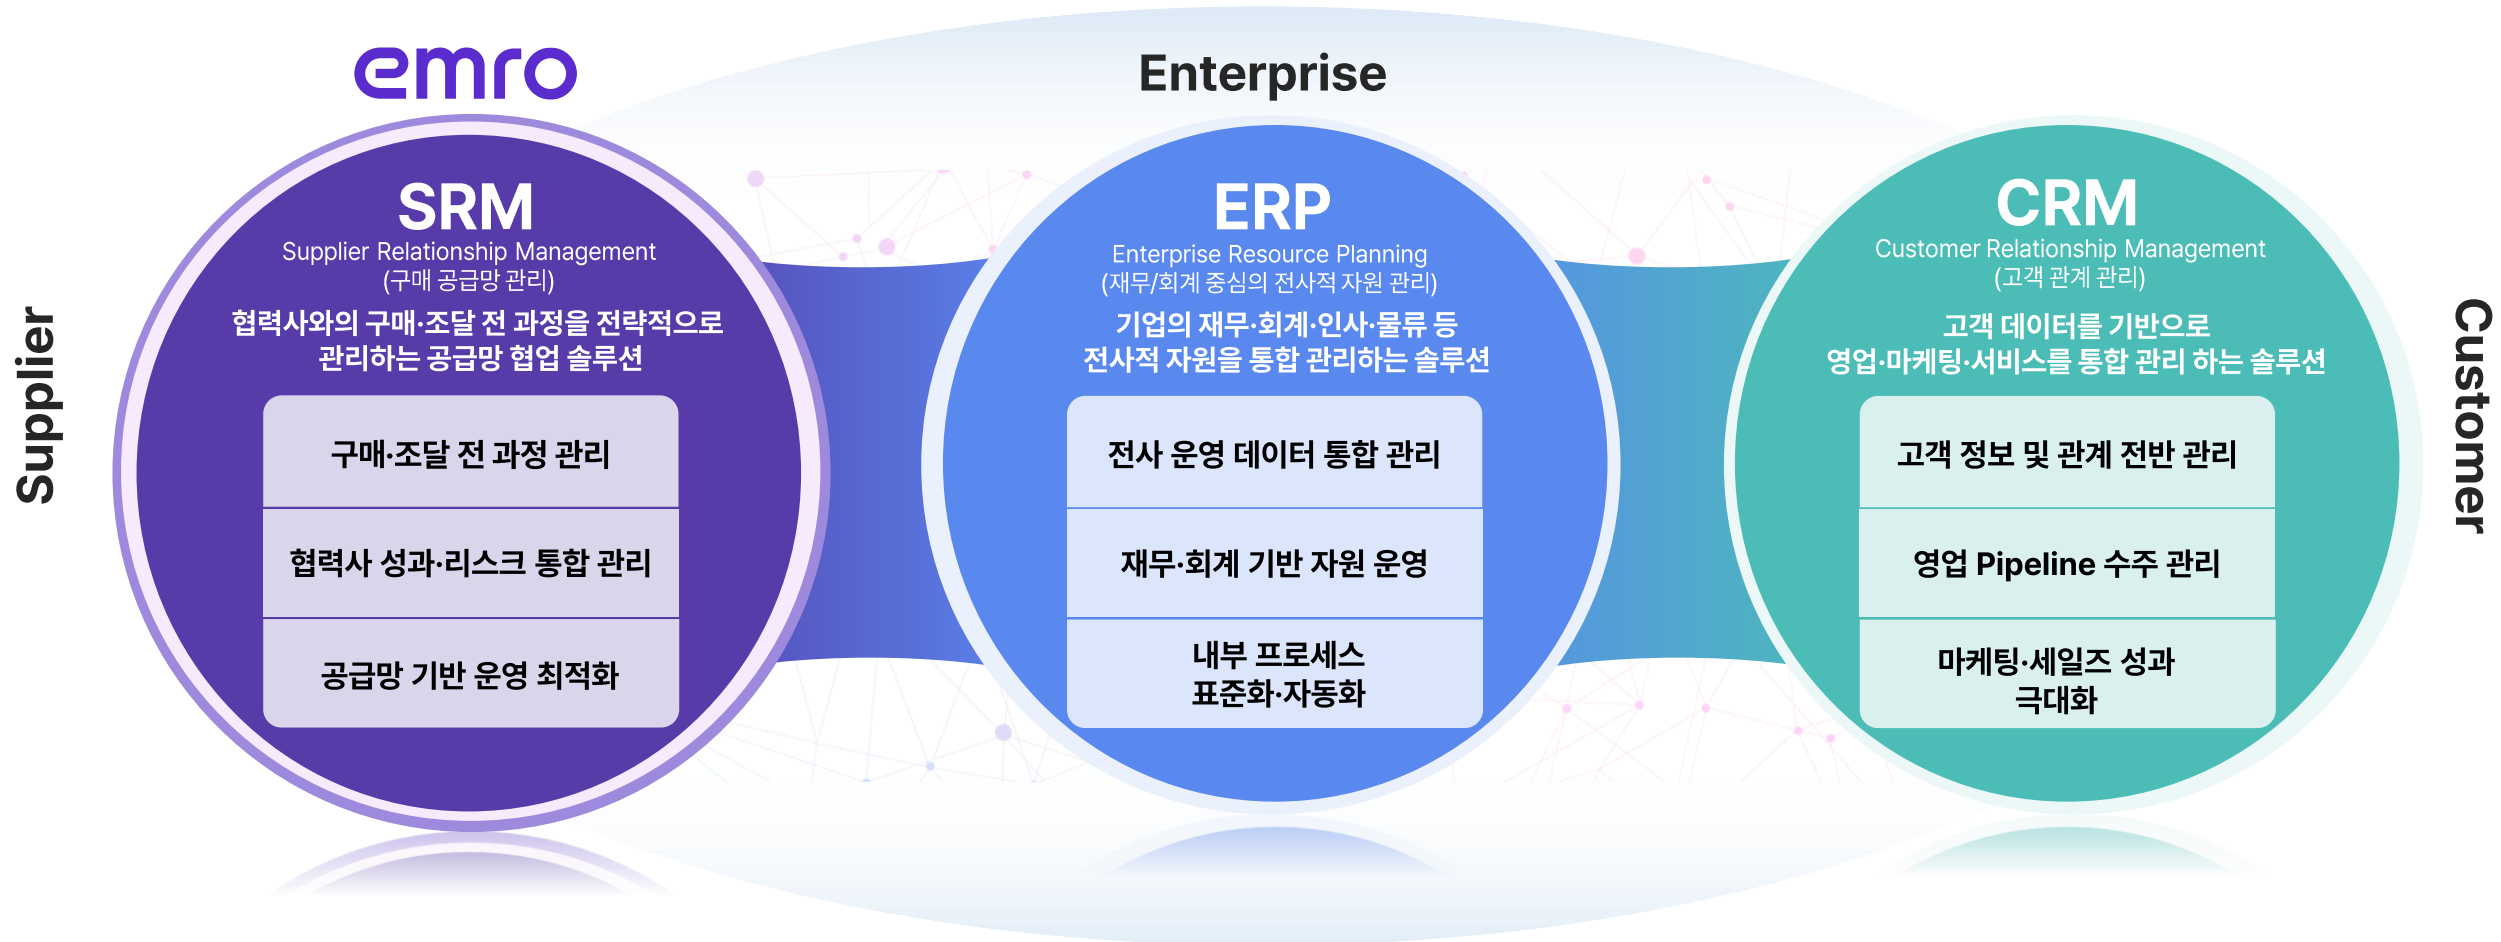 emro
Enterprise
Supplier
SRM
Supplier Relationship Management
(구매 공급망 관리)
협력사와의 구매·조달 전 과정을 전략적으로
관리하는 공급망 혁신 솔루션
구매·조달 전 과정 관리
협력사 성과·리스크 통합 관리
공급망 기반 운영 최적화
ERP
Enterprise Resource Planning
(내부/회계 중심의 전사적 자원 관리)
기업의 재무·회계·인사·물류 등
전사 자원을 통합 관리하는 솔루션
전사 운영 데이터 통합 관리
재무·회계 기반 자원 운영
내부 프로세스
표준화·자동화
CRM
Customer Relationship Management
(고객 관계 관리)
고객 데이터를 기반으로
영업·마케팅·서비스를 통합 관리 하는 솔루션
고객 정보 및 관계 전반 관리
영업 Pipeline 수주 관리
마케팅·세일즈 성과
극대화
Customer